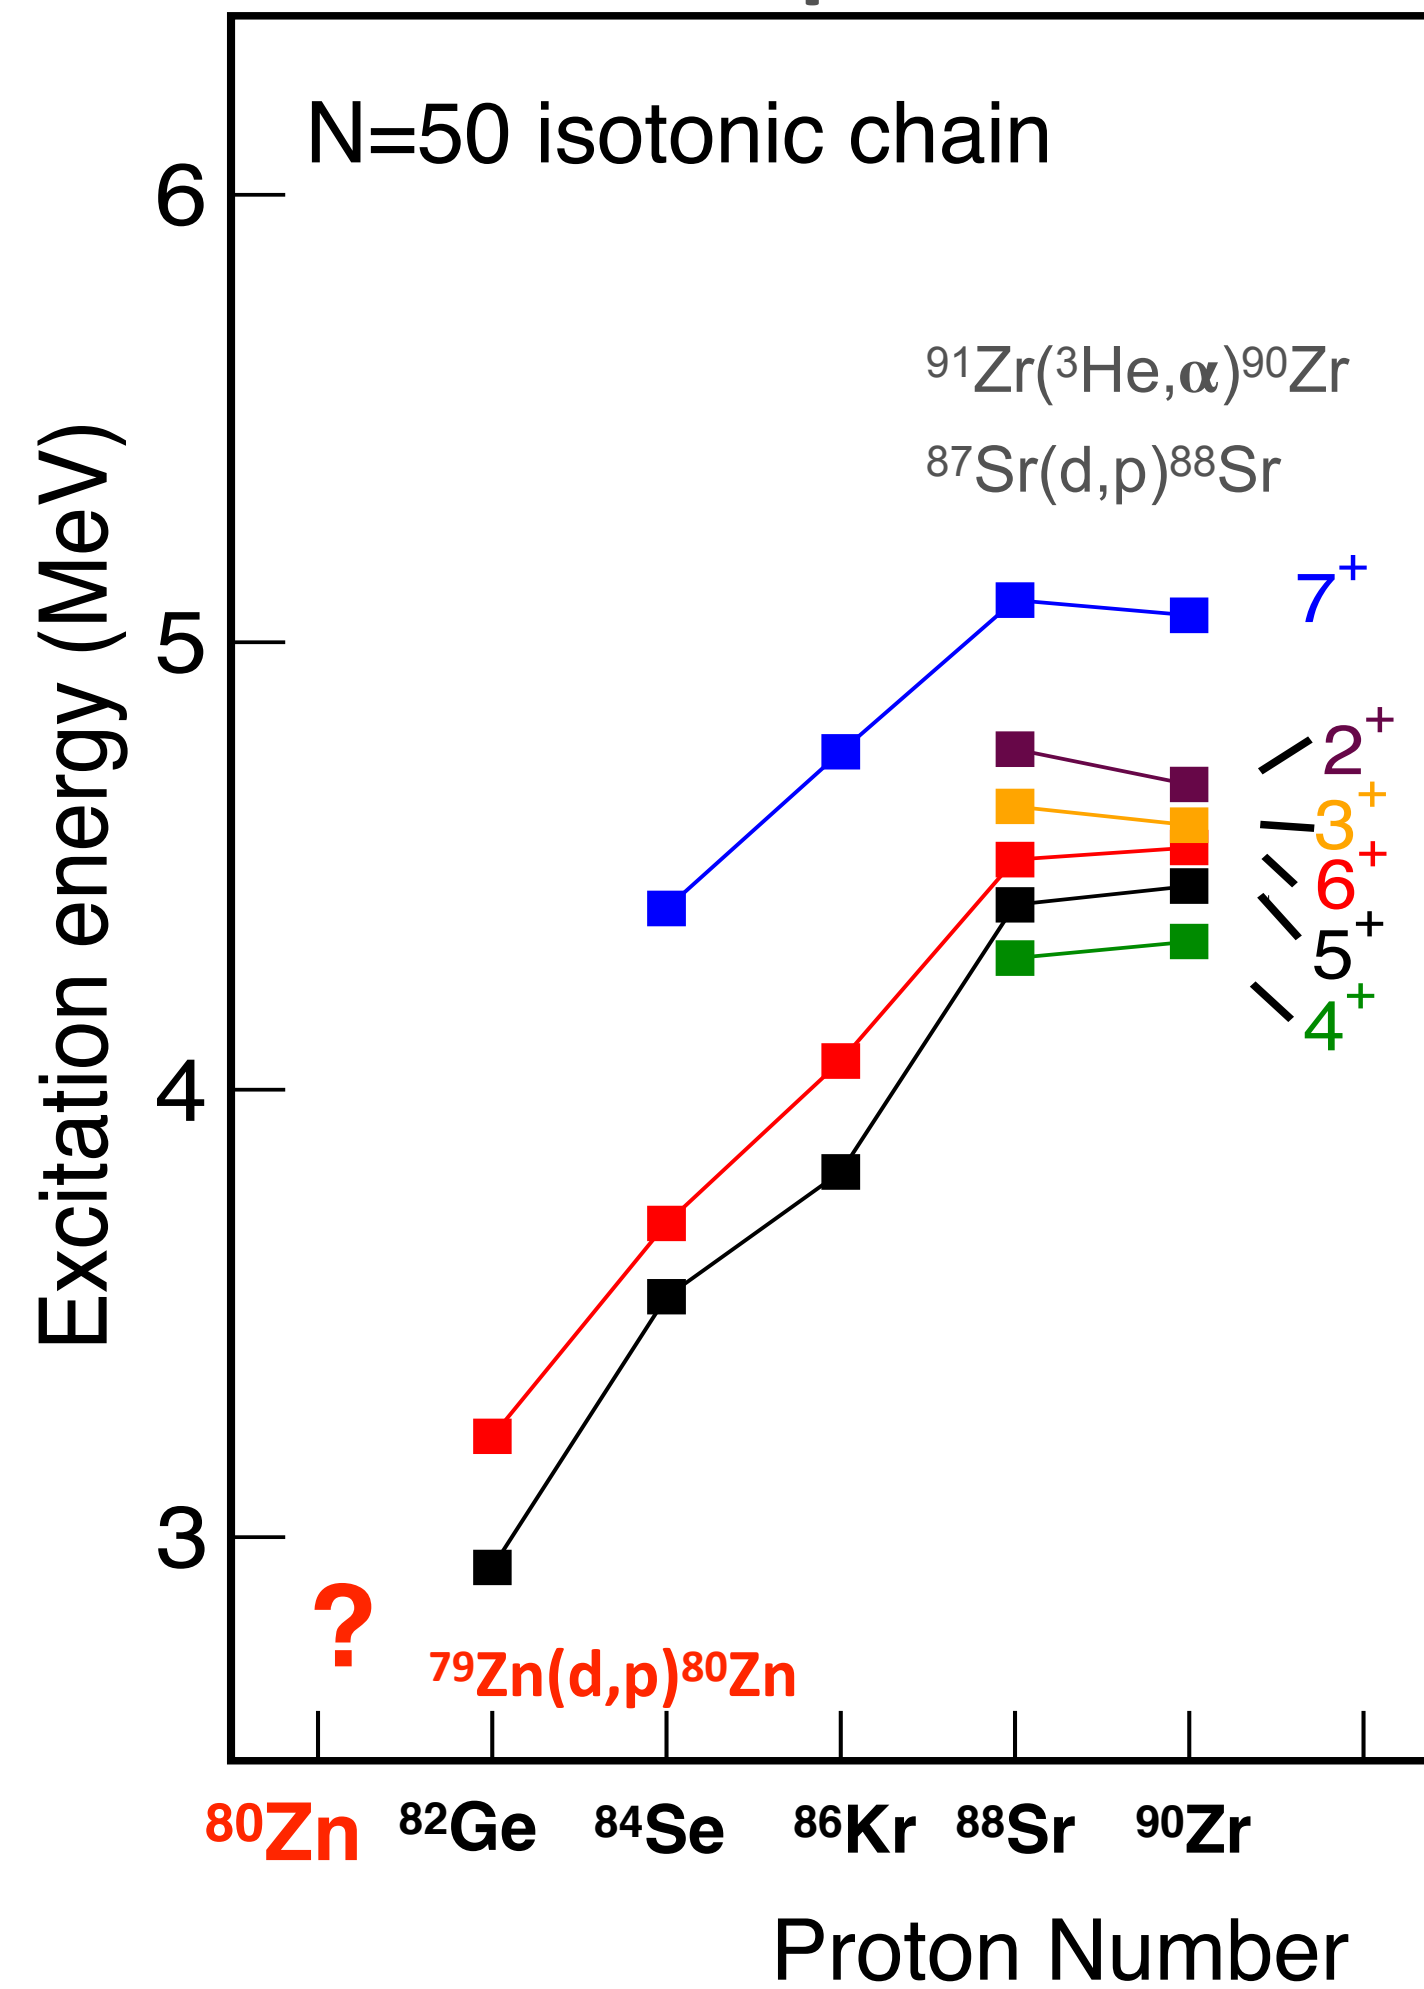 N=50 isotonic chain
6
⁹¹Zr(³He,α)⁹⁰Zr
⁸⁷Sr(d,p)⁸⁸Sr
7⁺
5
2⁺
3⁺
6⁺
5⁺
4⁺
4
Excitation energy (MeV)
3
?
⁷⁹Zn(d,p)⁸⁰Zn
⁸⁰Zn ⁸²Ge ⁸⁴Se ⁸⁶Kr ⁸⁸Sr ⁹⁰Zr
Proton Number